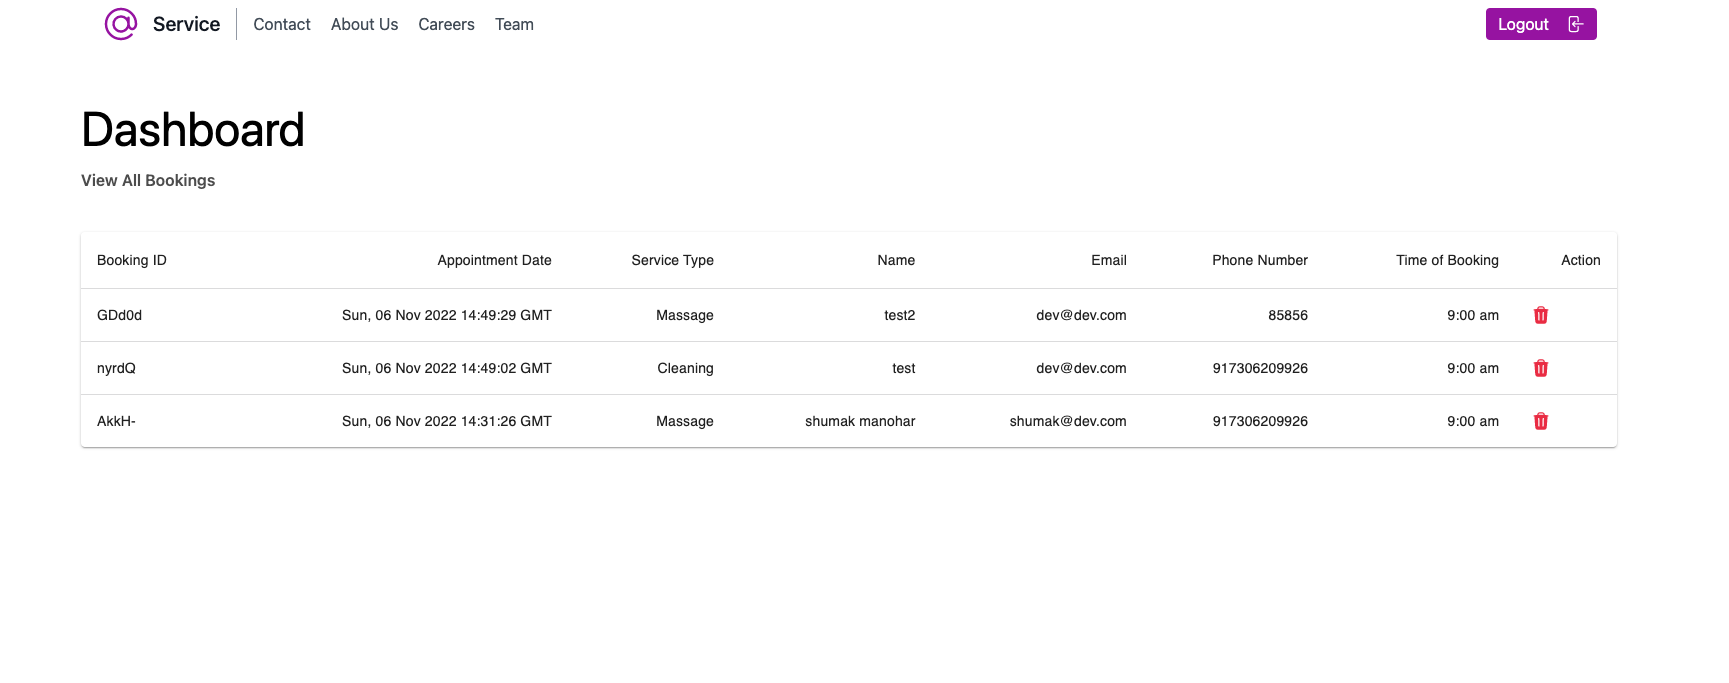 Service Contact About Us Careers Team Logout
Dashboard
View All Bookings
Booking ID Appointment Date Service Type Name Email Phone Number Time of Booking Action
GDd0d Sun, 06 Nov 2022 14:49:29 GMT Massage test2 dev@dev.com 85856 9:00 am
nyrdQ Sun, 06 Nov 2022 14:49:02 GMT Cleaning test dev@dev.com 917306209926 9:00 am
AkkH- Sun, 06 Nov 2022 14:31:26 GMT Massage shumak manohar shumak@dev.com 917306209926 9:00 am